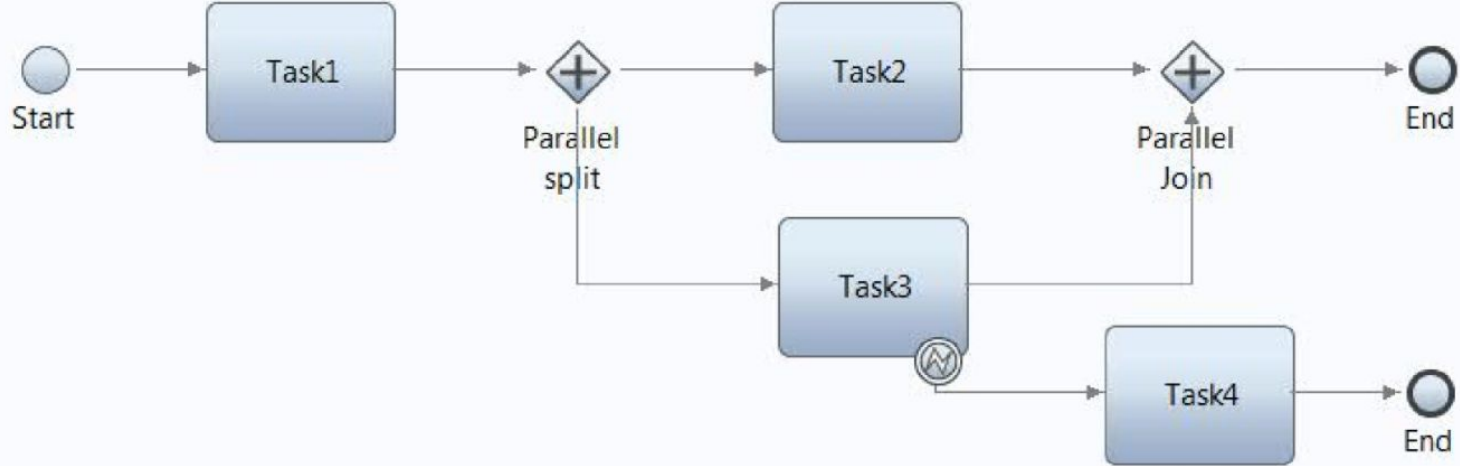 Task1
Task2
Start
Parallel
split
Parallel
Join
End
Task3
Task4
End